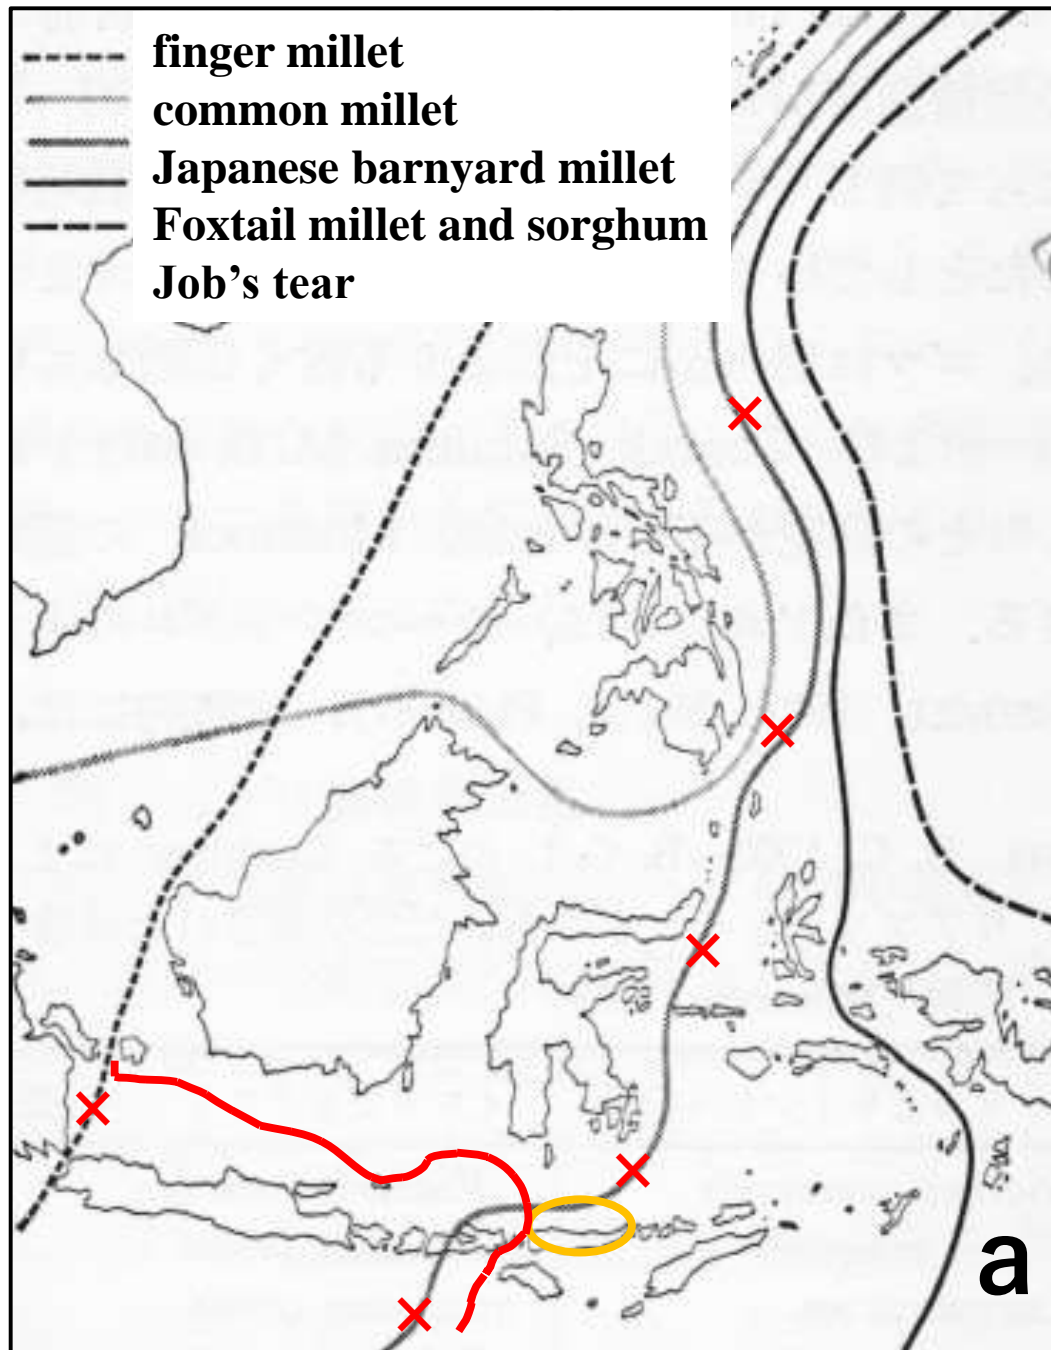 finger millet
common millet
Japanese barnyard millet
Foxtail millet and sorghum
Job’s tear
a